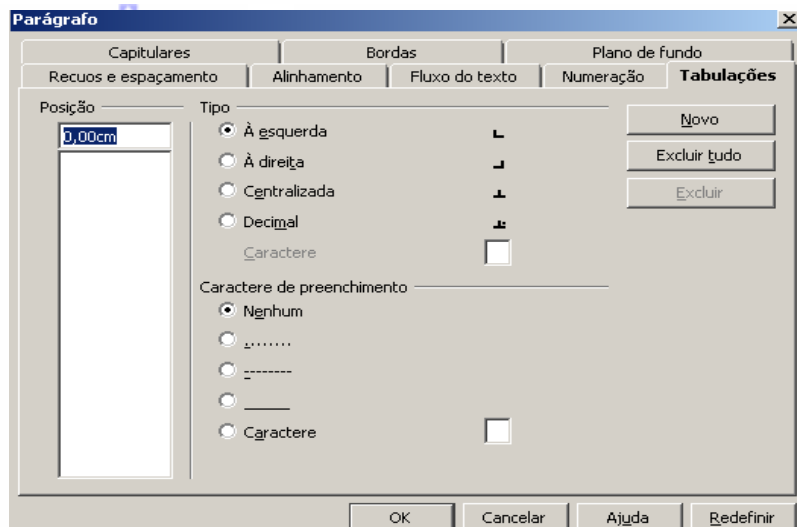 Parágrafo
Capitulares Bordas Plano de fundo
Recuos e espaçamento Alinhamento Fluxo do texto Numeração Tabulações
Posição
0,00cm
Tipo
À esquerda
À direita
Centralizada
Decimal
Caractere
Caractere de preenchimento
Nenhum
........
--------
_____
Caractere
Novo
Excluir tudo
Excluir
OK Cancelar Ajuda Redefinir